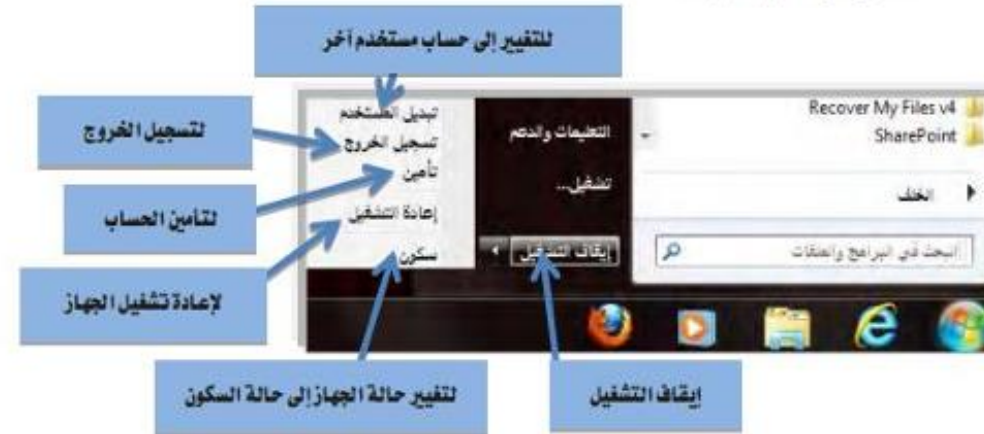 للتغيير إلى حساب مستخدم آخر
لتسجيل الخروج
لتأمين الحساب
لإعادة تشغيل الجهاز
لتغيير حالة الجهاز إلى حالة السكون
إيقاف التشغيل
تبديل المستخدم
تسجيل الخروج
تأمين
إعادة التشغيل
سكون
التعليمات والدعم
تشغيل...
إيقاف التشغيل
Recover My Files v4
SharePoint
الخلف
البحث في البرامج والملفات